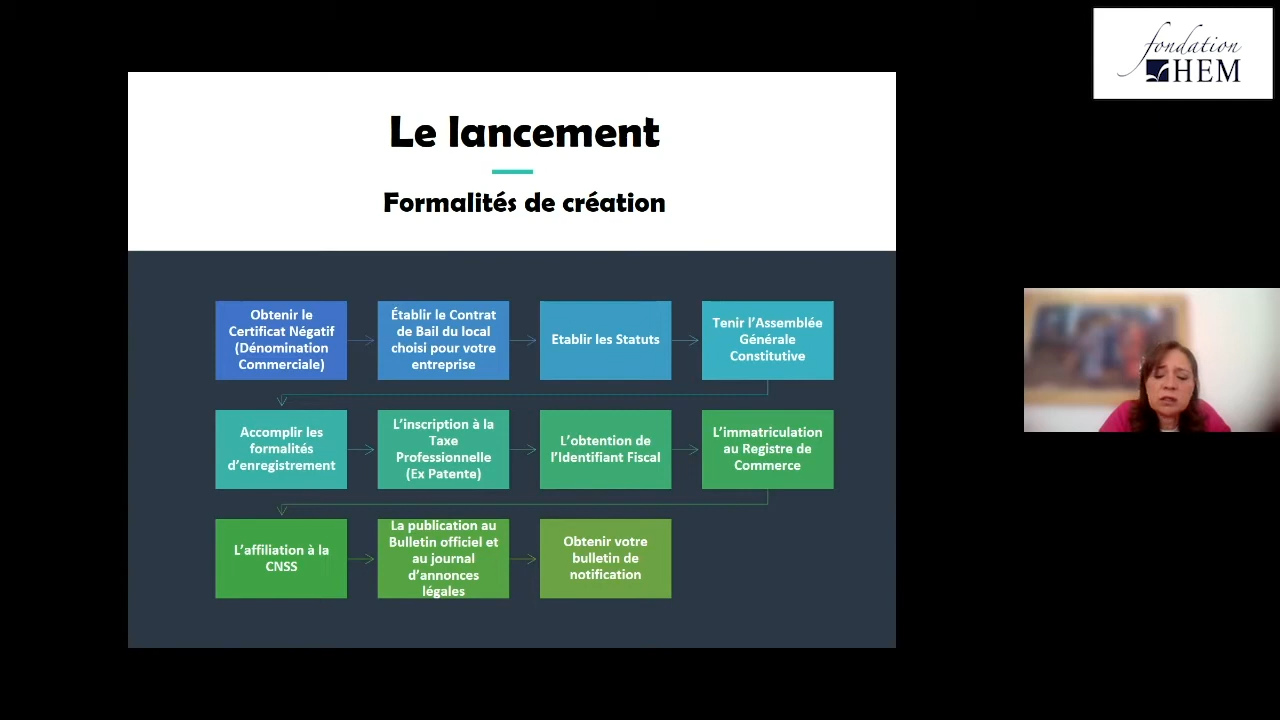 fondation
HEM
Le lancement
Formalités de création
Obtenir le
Certificat Négatif
(Dénomination
Commerciale)
Établir le Contrat
de Bail du local
choisi pour votre
entreprise
Etablir les Statuts
Tenir l'Assemblée
Générale
Constitutive
Accomplir les
formalités
d'enregistrement
L'inscription à la
Taxe
Professionnelle
(Ex Patente)
L'obtention de
l'Identifiant Fiscal
L'immatriculation
au Registre de
Commerce
L'affiliation à la
CNSS
La publication au
Bulletin officiel et
au journal
d'annonces
légales
Obtenir votre
bulletin de
notification